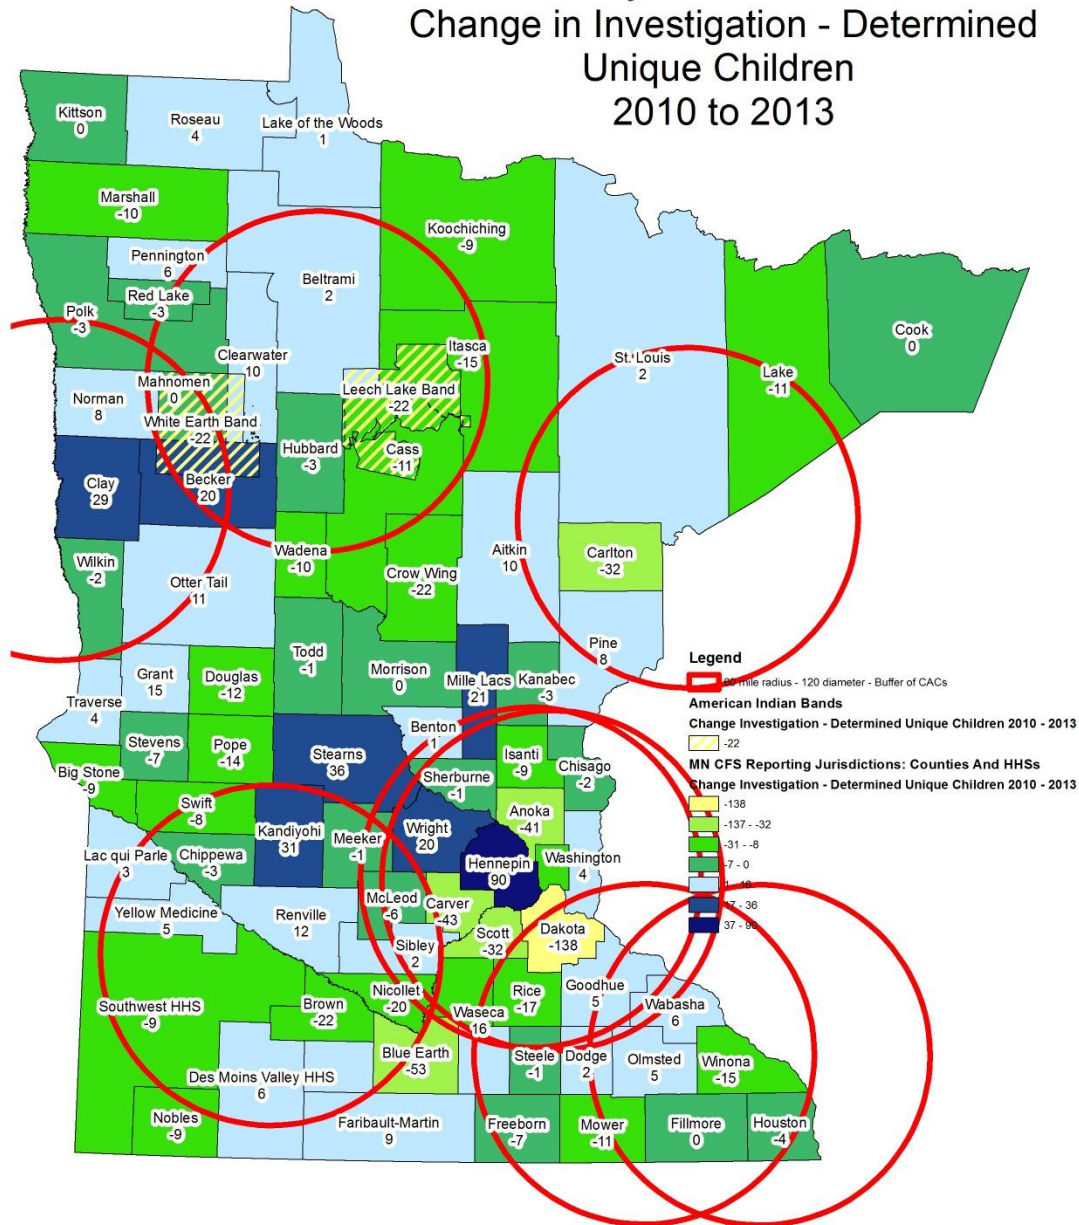 Change in Investigation - Determined
Unique Children
2010 to 2013
Kittson
0
Roseau
4
Lake of the Woods
1
Marshall
-10
Koochiching
-9
Pennington
6
Beltrami
2
Red Lake
-3
Polk
-3
Cook
0
Clearwater
10
Itasca
-15
St. Louis
2
Lake
-11
Mahnomen
0
Leech Lake Band
-22
Norman
8
White Earth Band
-22
Hubbard
-3
Cass
-11
Clay
29
Becker
20
Wilkin
-2
Otter Tail
11
Wadena
-10
Crow Wing
-22
Aitkin
10
Carlton
-32
Todd
-1
Morrison
0
Mille Lacs
21
Kanabec
-3
Pine
8
Grant
15
Douglas
-12
Traverse
4
Benton
1
Stevens
-7
Pope
-14
Stearns
36
Isanti
-9
Chisago
-2
Big Stone
-9
Sherburne
-1
Swift
-8
Anoka
-41
Kandiyohi
31
Meeker
-1
Wright
20
Lac qui Parle
3
Chippewa
-3
Hennepin
90
Washington
4
McLeod
-6
Carver
-43
Yellow Medicine
5
Renville
12
Scott
-32
Dakota
-138
Sibley
2
Southwest HHS
-9
Brown
-22
Nicollet
-20
Rice
-17
Goodhue
5
Wabasha
6
Waseca
16
Blue Earth
-53
Steele
-1
Dodge
2
Olmsted
5
Winona
-15
Des Moins Valley HHS
6
Nobles
-9
Faribault-Martin
9
Freeborn
-7
Mower
-11
Fillmore
0
Houston
-4
Legend
mile radius - 120 diameter - Buffer of CACs
American Indian Bands
Change Investigation - Determined Unique Children 2010 - 2013
-22
MN CFS Reporting Jurisdictions: Counties And HHSs
Change Investigation - Determined Unique Children 2010 - 2013
-138
-137 - -32
-31 - -8
-7 - 0
- 36
37 -